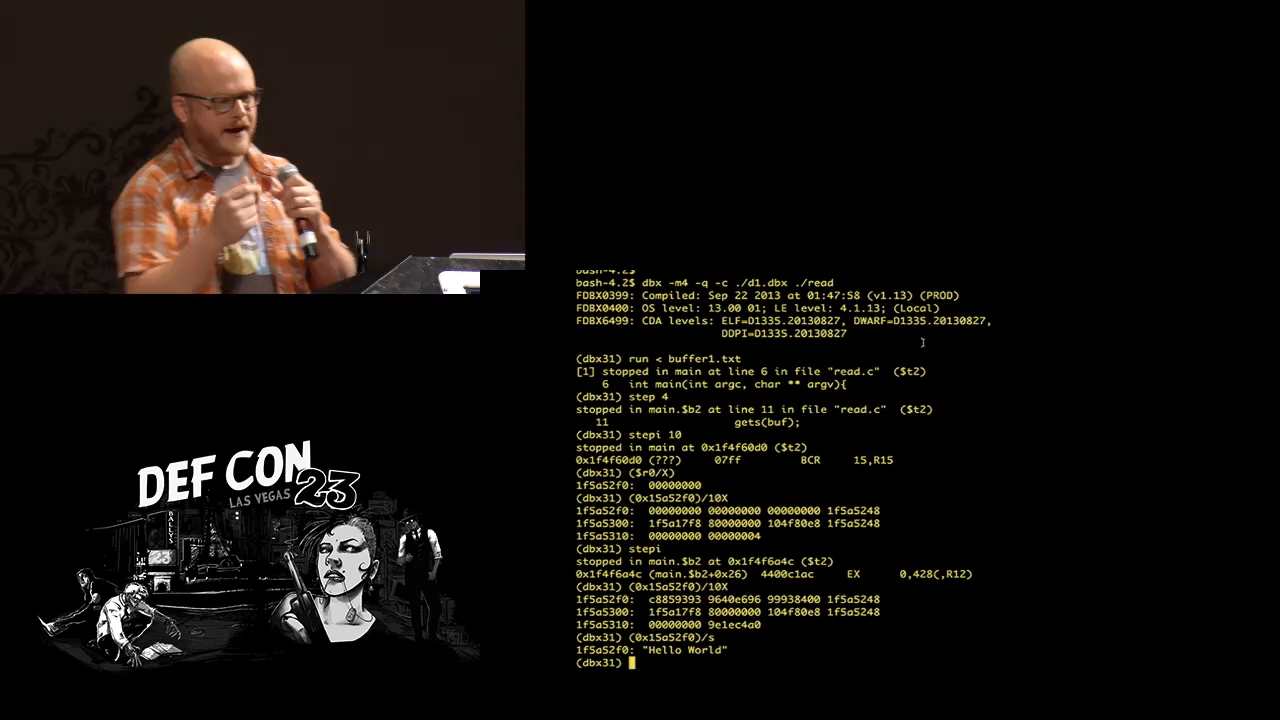 bash-4.2$
bash-4.2$ dbx -m4 -q -c ./d1.dbx ./read
FDBX0399: Compiled: Sep 22 2013 at 01:47:58 (v1.13) (PROD)
FDBX0400: OS level: 13.00 01; LE level: 4.1.13; (Local)
FDBX6499: CDA levels: ELF=D1335.20130827, DWARF=D1335.20130827,
DDPI=D1335.20130827
(dbx31) run < buffer1.txt
[1] stopped in main at line 6 in file "read.c" ($t2)
6 int main(int argc, char ** argv){
(dbx31) step 4
stopped in main.$b2 at line 11 in file "read.c" ($t2)
11 gets(buf);
(dbx31) stepi 10
stopped in main at 0x1f4f60d0 ($t2)
0x1f4f60d0 (???) 07ff BCR 15,R15
(dbx31) ($r0/X)
1f5a52f0: 00000000
(dbx31) (0x15a52f0)/10X
1f5a52f0: 00000000 00000000 00000000 1f5a5248
1f5a5300: 1f5a17f8 80000000 104f80e8 1f5a5248
1f5a5310: 00000000 00000004
(dbx31) stepi
stopped in main.$b2 at 0x1f4f6a4c ($t2)
0x1f4f6a4c (main.$b2+0x26) 4400c1ac EX 0,428(,R12)
(dbx31) (0x15a52f0)/10X
1f5a52f0: c8859393 9640e696 99938400 1f5a5248
1f5a5300: 1f5a17f8 80000000 104f80e8 1f5a5248
1f5a5310: 00000000 9e1ec4a0
(dbx31) (0x15a52f0)/s
1f5a52f0: "Hello World"
(dbx31)
DEF CON
LAS VEGAS 23
BALLY'S
23